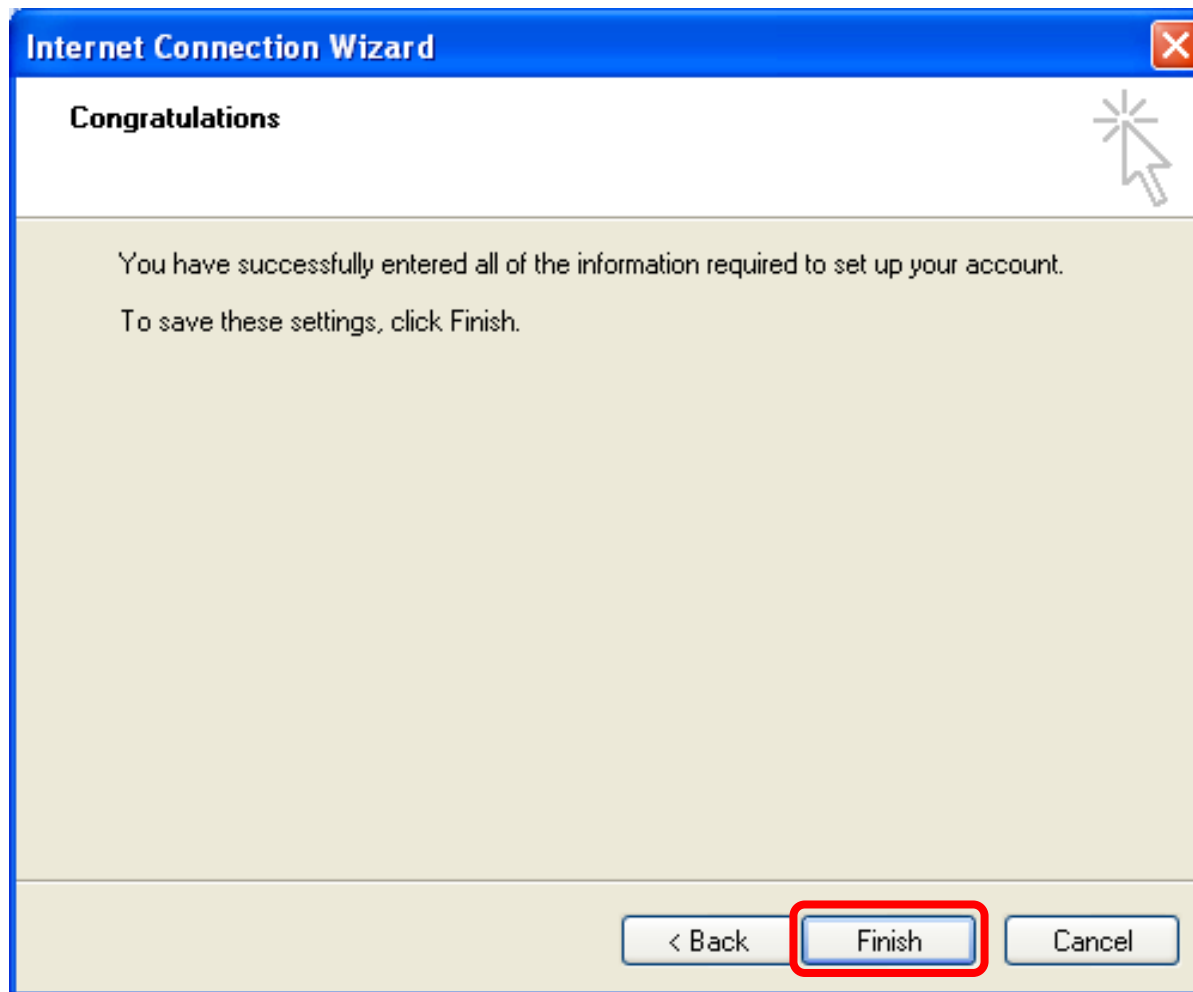 Internet Connection Wizard
Congratulations
You have successfully entered all of the information required to set up your account.
To save these settings, click Finish.
< Back
Finish
Cancel